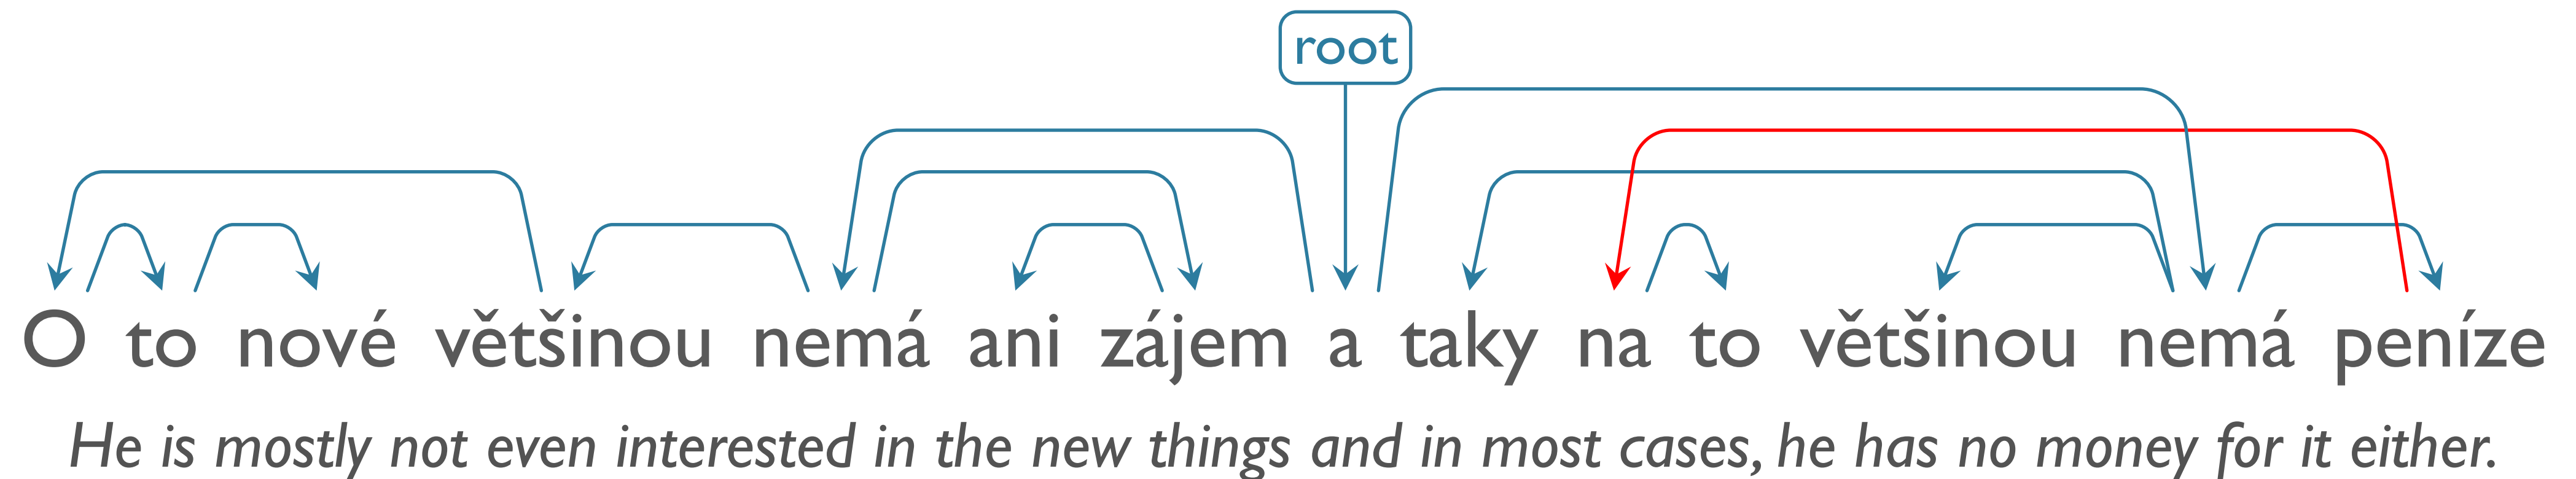 root
O to nové většinou nemá ani zájem a taky na to většinou nemá peníze
He is mostly not even interested in the new things and in most cases, he has no money for it either.